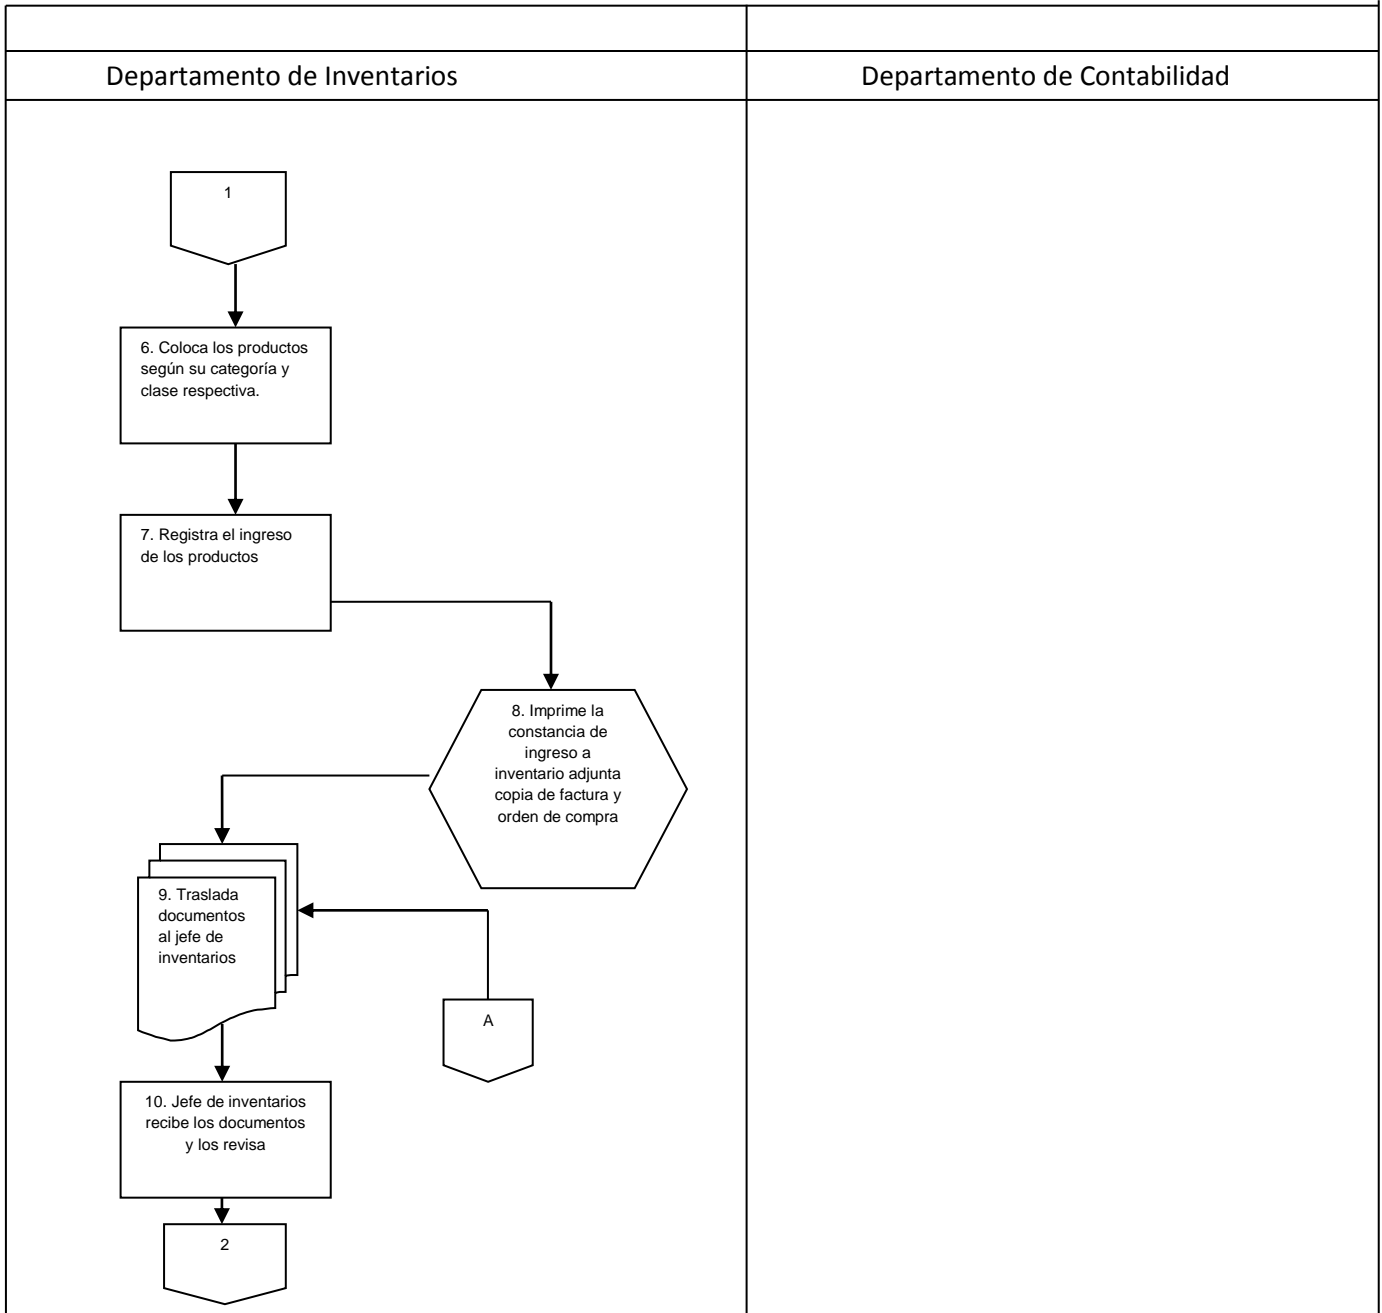 Departamento de Inventarios
Departamento de Contabilidad
1
6. Coloca los productos
según su categoría y
clase respectiva.
7. Registra el ingreso
de los productos
8. Imprime la
constancia de
ingreso a
inventario adjunta
copia de factura y
orden de compra
9. Traslada
documentos
al jefe de
inventarios
A
10. Jefe de inventarios
recibe los documentos
y los revisa
2